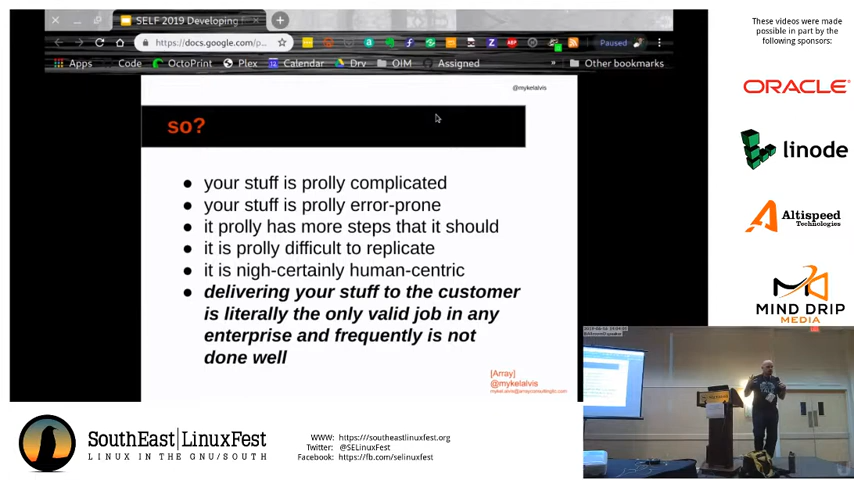 SELF 2019 Developing
https://docs.google.com/p...
Paused
Apps
Code
OctoPrint
Plex
Calendar
Drv
OIM
Assigned
»
Other bookmarks
@mykelalvis
so?
● your stuff is prolly complicated
● your stuff is prolly error-prone
● it prolly has more steps that it should
● it is prolly difficult to replicate
● it is nigh-certainly human-centric
● delivering your stuff to the customer
is literally the only valid job in any
enterprise and frequently is not
done well
[Array]
@mykelalvis
These videos were made
possible in part by the
following sponsors:
ORACLE
linode
Altispeed
Technologies
MIND DRIP
MEDIA
SouthEast|LinuxFest
LINUX IN THE GNU/SOUTH
WWW: https:///southeastlinuxfest.org
Twitter: @SELinuxFest
Facebook: https://fb.com/selinuxfest